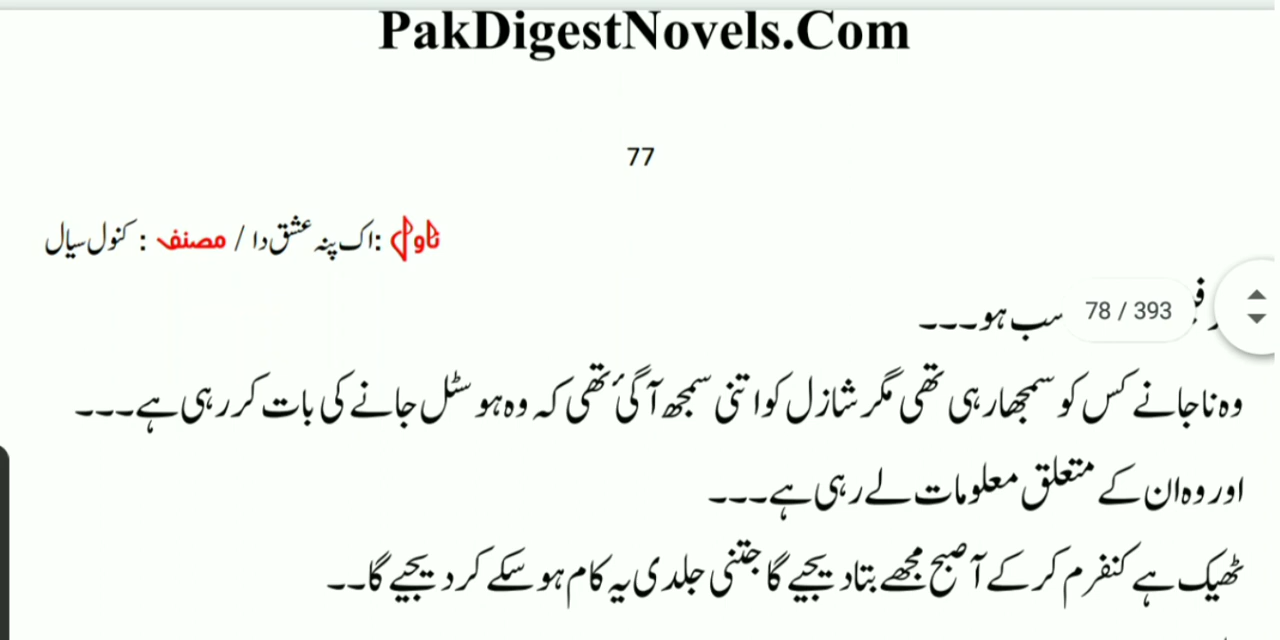 PakDigestNovels.Com
77
ناول :اک پنہ عشق دا / مصنف : کنول سیال
سب ہو۔۔۔
78 / 393
وہ ناجانے کس کو سمجھا رہی تھی مگر شازل کو اتنی سمجھ آگئ تھی کہ وہ ہوسٹل جانے کی بات کر رہی ہے۔۔۔
اور وہ ان کے متعلق معلومات لے رہی ہے۔۔۔
ٹھیک ہے کنفرم کر کے آ صبح مجھے بتا دیجیے گا جتنی جلدی یہ کام ہو سکے کر دیجیے گا۔۔